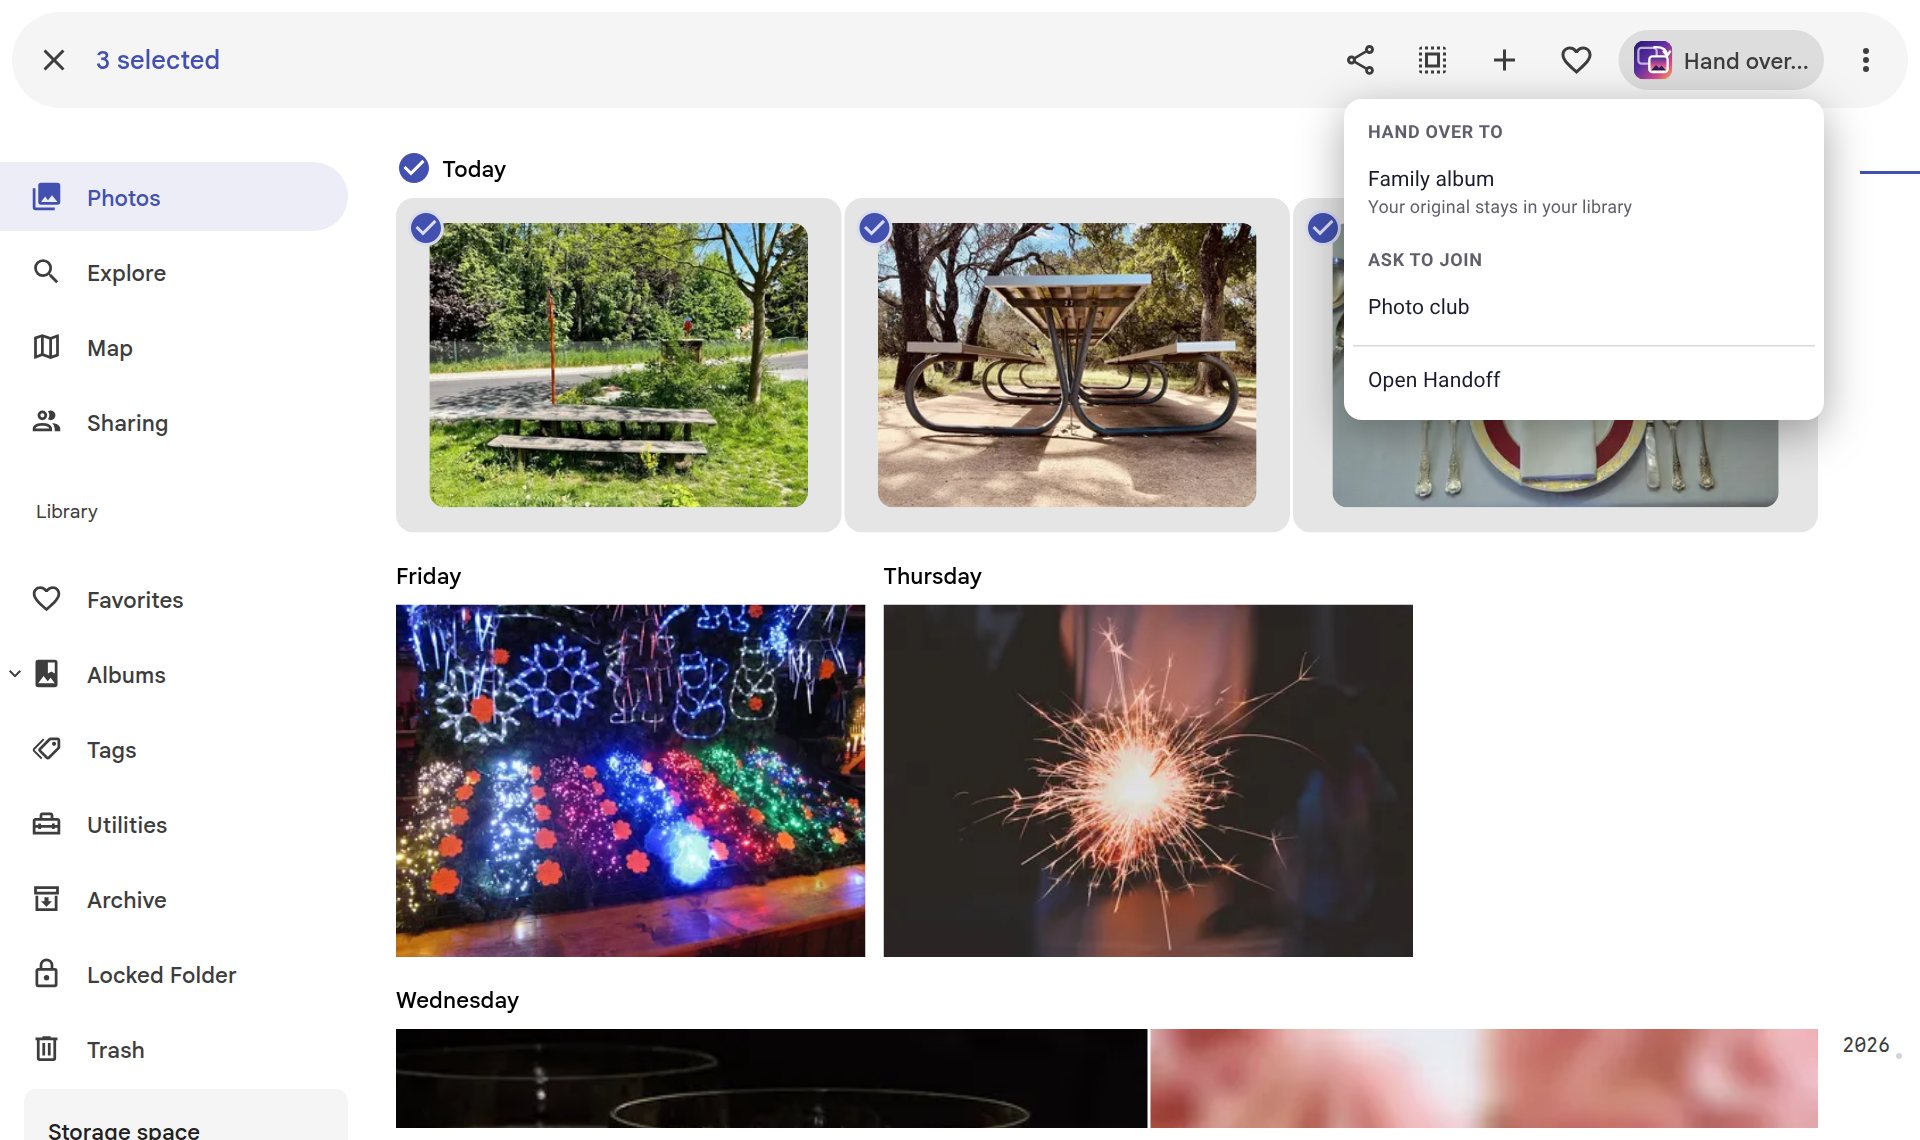 3 selected
Hand over...
HAND OVER TO
Family album
Your original stays in your library
ASK TO JOIN
Photo club
Open Handoff
Photos
Explore
Map
Sharing
Library
Favorites
Albums
Tags
Utilities
Archive
Locked Folder
Trash
Storage space
Today
Friday
Thursday
Wednesday
2026